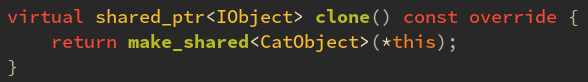 virtual shared_ptr<IObject> clone() const override {
    return make_shared<CatObject>(*this);
}